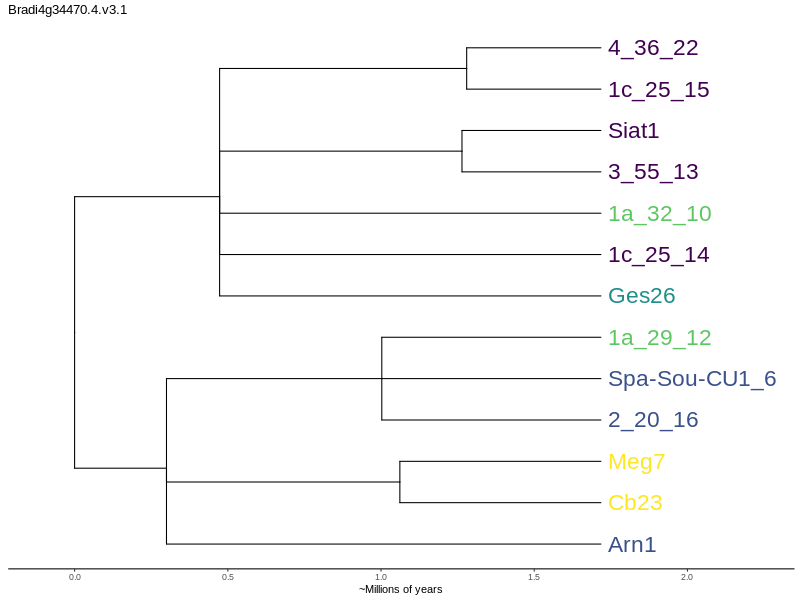 Bradi4g34470.4.v3.1
4_36_22
1c_25_15
Siat1
3_55_13
1a_32_10
1c_25_14
Ges26
1a_29_12
Spa-Sou-CU1_6
2_20_16
Meg7
Cb23
Arn1
0.0 0.5 1.0 1.5 2.0
~Millions of years